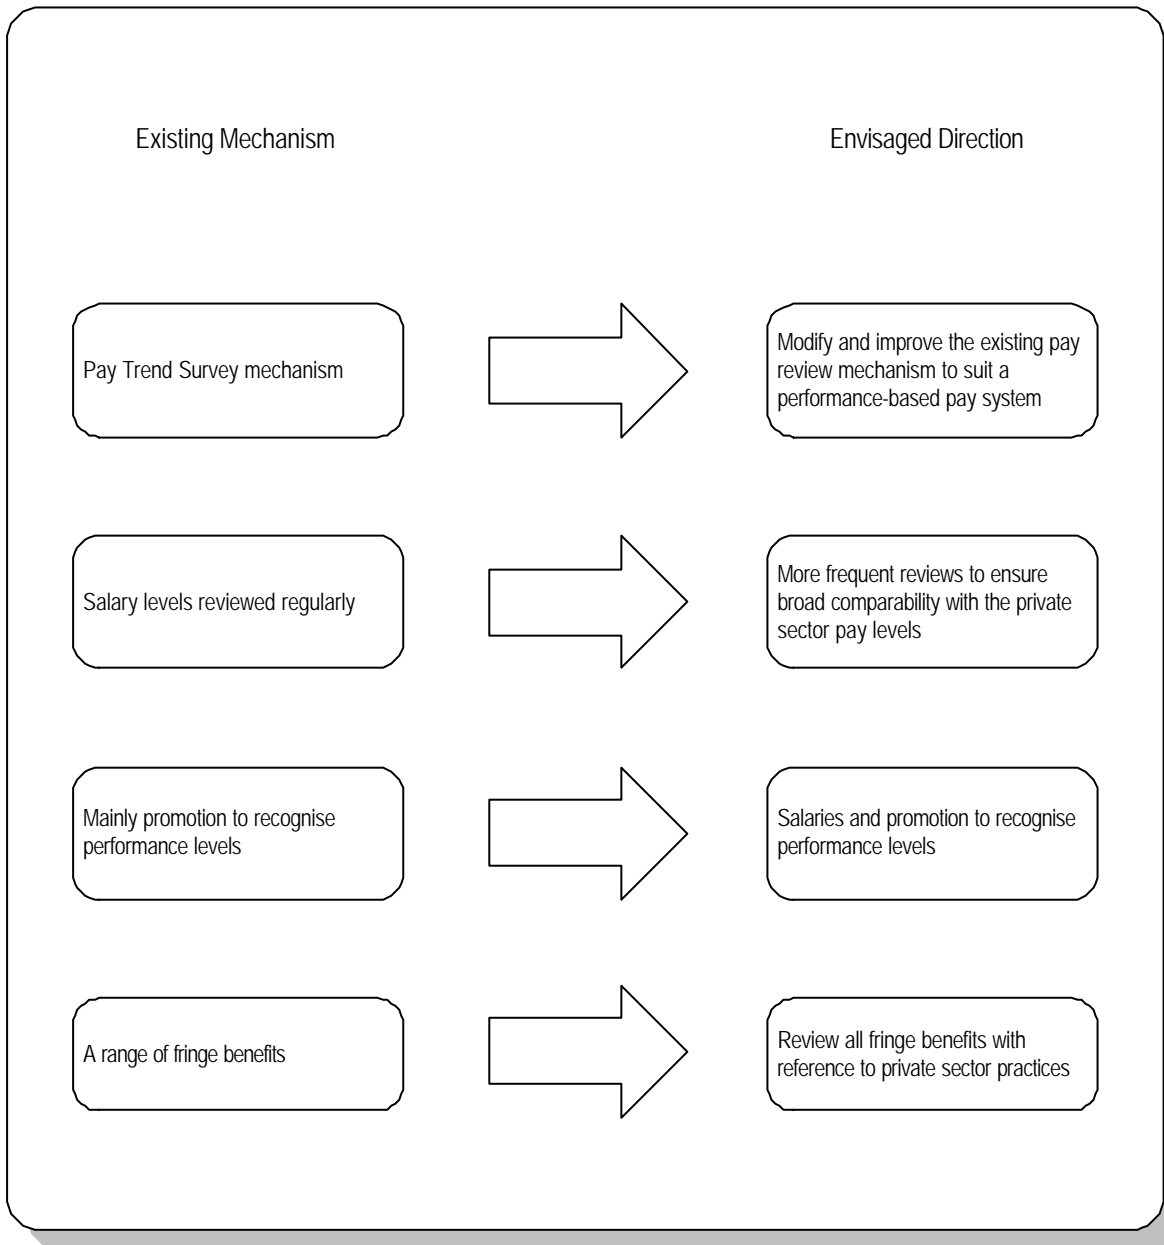 Existing Mechanism
Envisaged Direction
Pay Trend Survey mechanism
Modify and improve the existing pay
review mechanism to suit a
performance-based pay system
Salary levels reviewed regularly
More frequent reviews to ensure
broad comparability with the private
sector pay levels
Mainly promotion to recognise
performance levels
Salaries and promotion to recognise
performance levels
A range of fringe benefits
Review all fringe benefits with
reference to private sector practices